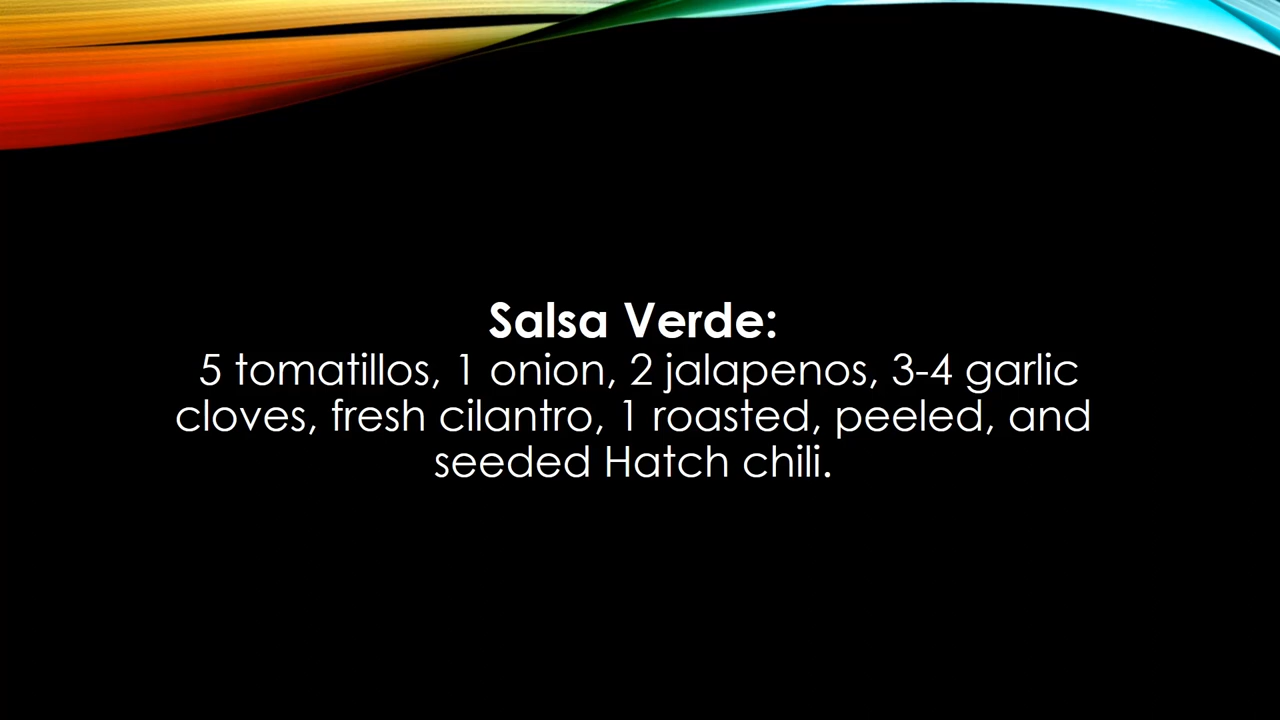 Salsa Verde:
5 tomatillos, 1 onion, 2 jalapenos, 3-4 garlic
cloves, fresh cilantro, 1 roasted, peeled, and
seeded Hatch chili.